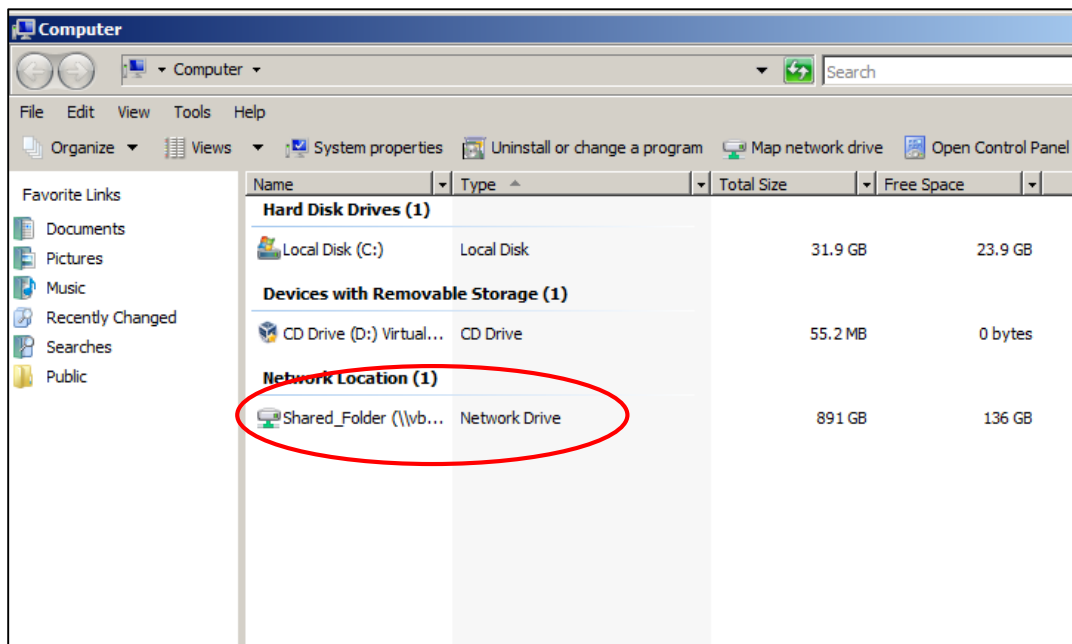 Computer
Computer
Search
File Edit View Tools Help
Organize Views System properties Uninstall or change a program Map network drive Open Control Panel
Favorite Links
Documents
Pictures
Music
Recently Changed
Searches
Public
Name Type Total Size Free Space
Hard Disk Drives (1)
Local Disk (C:) Local Disk 31.9 GB 23.9 GB
Devices with Removable Storage (1)
CD Drive (D:) Virtual... CD Drive 55.2 MB 0 bytes
Network Location (1)
Shared_Folder (\\vb... Network Drive 891 GB 136 GB